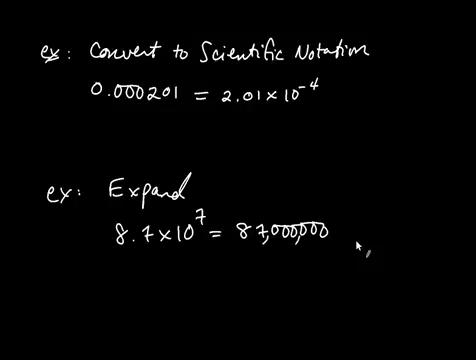 ex: Convert to Scientific Notation
0.000201 = 2.01 × 10⁻⁴
ex: Expand
8.7 × 10⁷ = 87,000,000